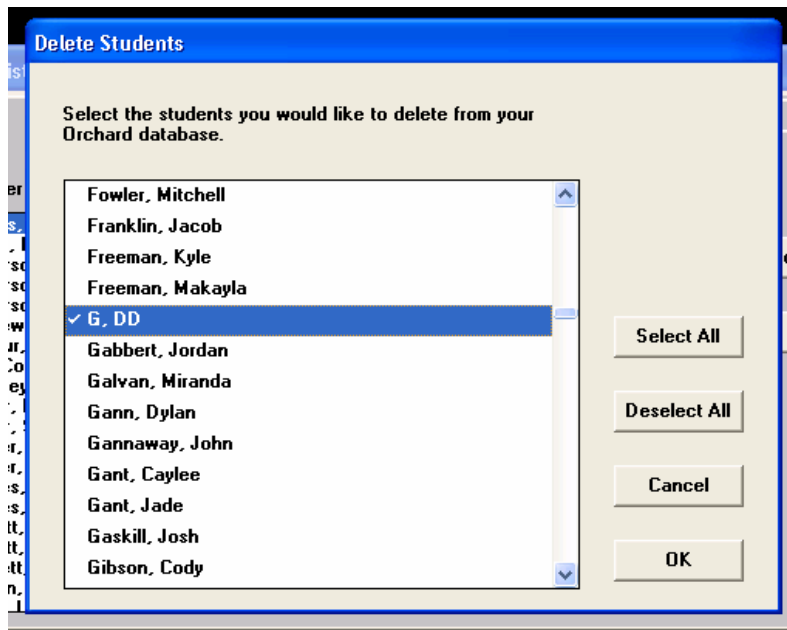 Delete Students
Select the students you would like to delete from your
Orchard database.
Fowler, Mitchell
Franklin, Jacob
Freeman, Kyle
Freeman, Makayla
✓ G, DD
Gabbert, Jordan
Galvan, Miranda
Gann, Dylan
Gannaway, John
Gant, Caylee
Gant, Jade
Gaskill, Josh
Gibson, Cody
Select All
Deselect All
Cancel
OK